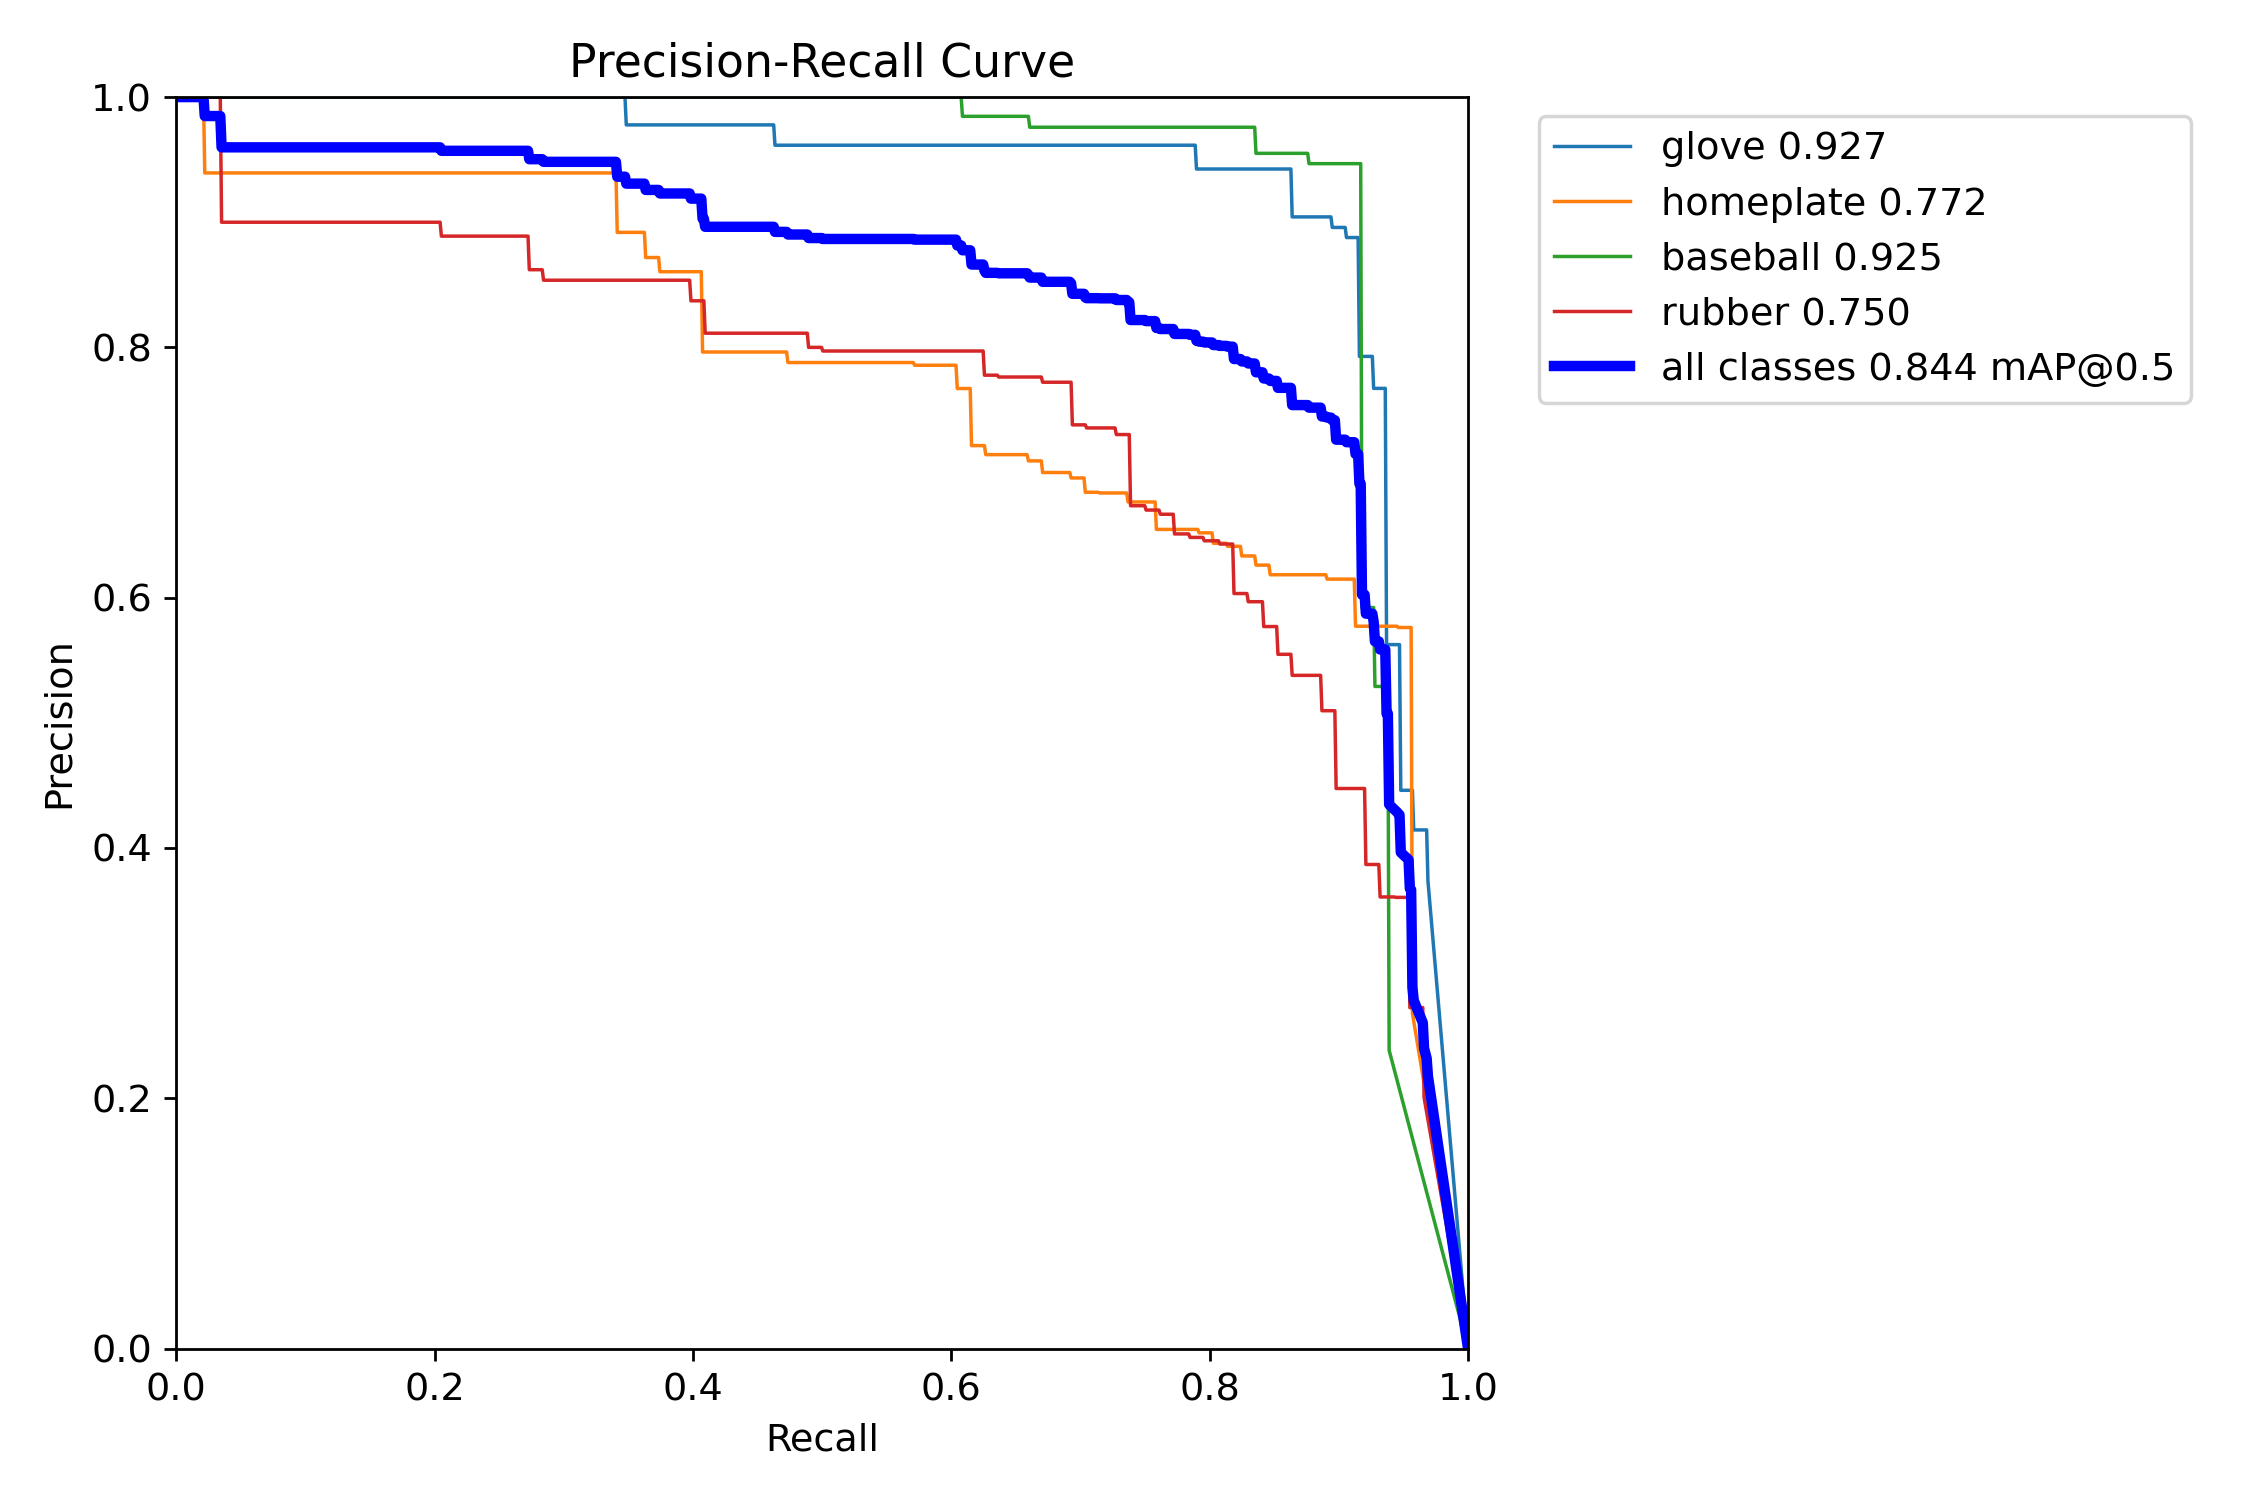 Precision-Recall Curve
1.0
0.8
0.6
0.4
0.2
0.0
Precision
0.0 0.2 0.4 0.6 0.8 1.0
Recall
glove 0.927
homeplate 0.772
baseball 0.925
rubber 0.750
all classes 0.844 mAP@0.5